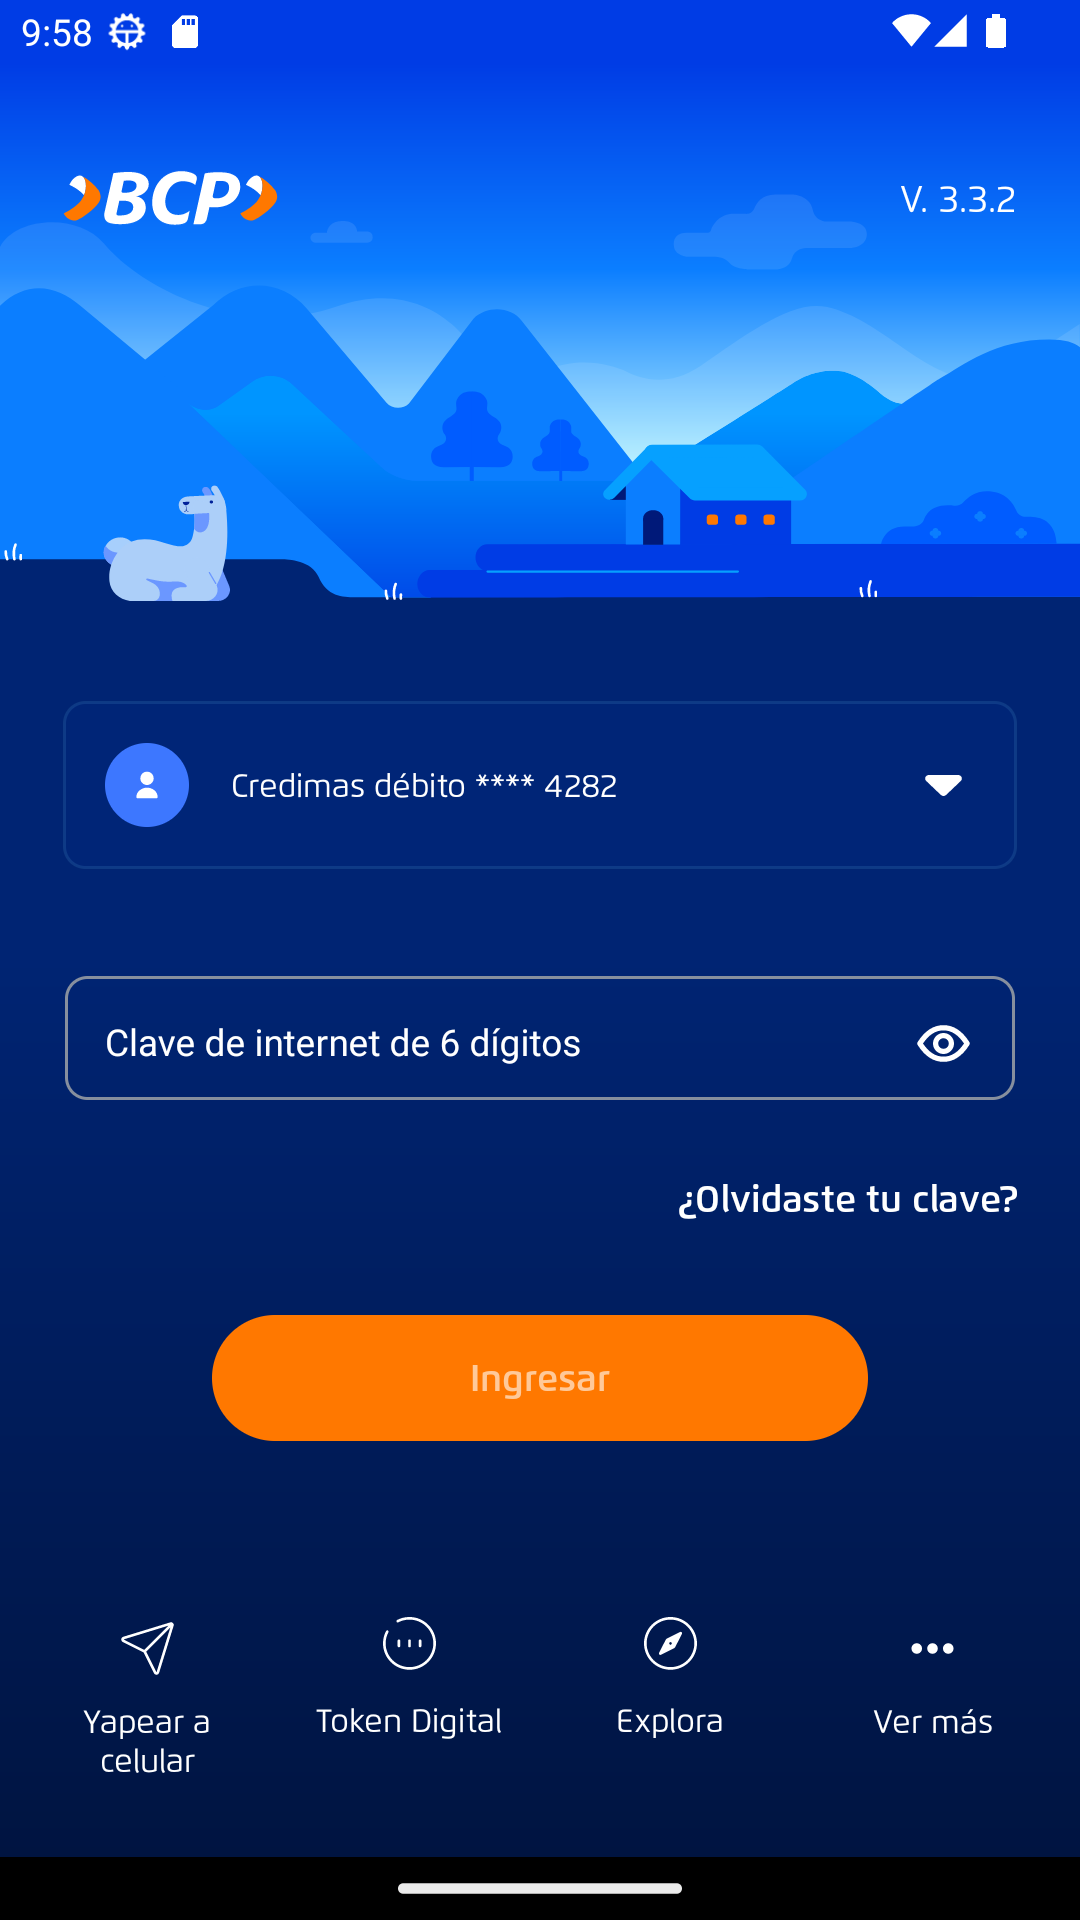 9:58
BCP
V. 3.3.2
Credimas débito **** 4282
Clave de internet de 6 dígitos
¿Olvidaste tu clave?
Ingresar
Yapear a
celular
Token Digital
Explora
Ver más